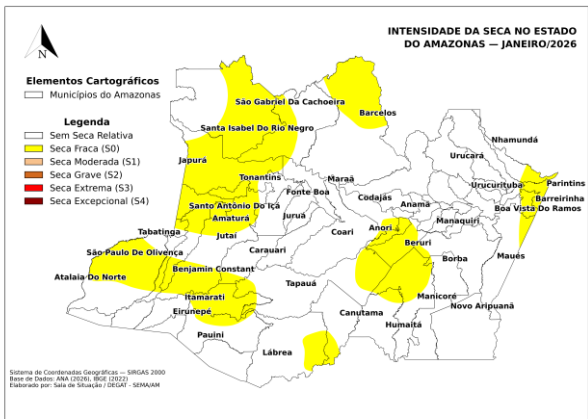 INTENSIDADE DA SECA NO ESTADO
DO AMAZONAS — JANEIRO/2026
N
Elementos Cartográficos
Municípios do Amazonas
Legenda
Sem Seca Relativa
Seca Fraca (S0)
Seca Moderada (S1)
Seca Grave (S2)
Seca Extrema (S3)
Seca Excepcional (S4)
São Gabriel Da Cachoeira
Barcelos
Santa Isabel Do Rio Negro
Nhamundá
Urucará
Japurá
Tonantins
Maraã
Urucurituba
Parintins
Fonte Boa
Barreirinha
Codajás
Anamã
Santo Antônio Do Içá
Boa Vista Do Ramos
Amaturá
Juruá
Manaquiri
Tabatinga
Jutaí
Coari
Anori
Beruri
São Paulo De Olivença
Carauari
Borba
Maués
Atalaia Do Norte
Benjamin Constant
Tapauá
Itamarati
Manicoré
Eirunepé
Canutama
Novo Aripuanã
Humaitá
Pauini
Lábrea
Sistema de Coordenadas Geográficas — SIRGAS 2000
Base de Dados: ANA (2026), IBGE (2022)
Elaborado por: Sala de Situação / DEGAT - SEMA/AM